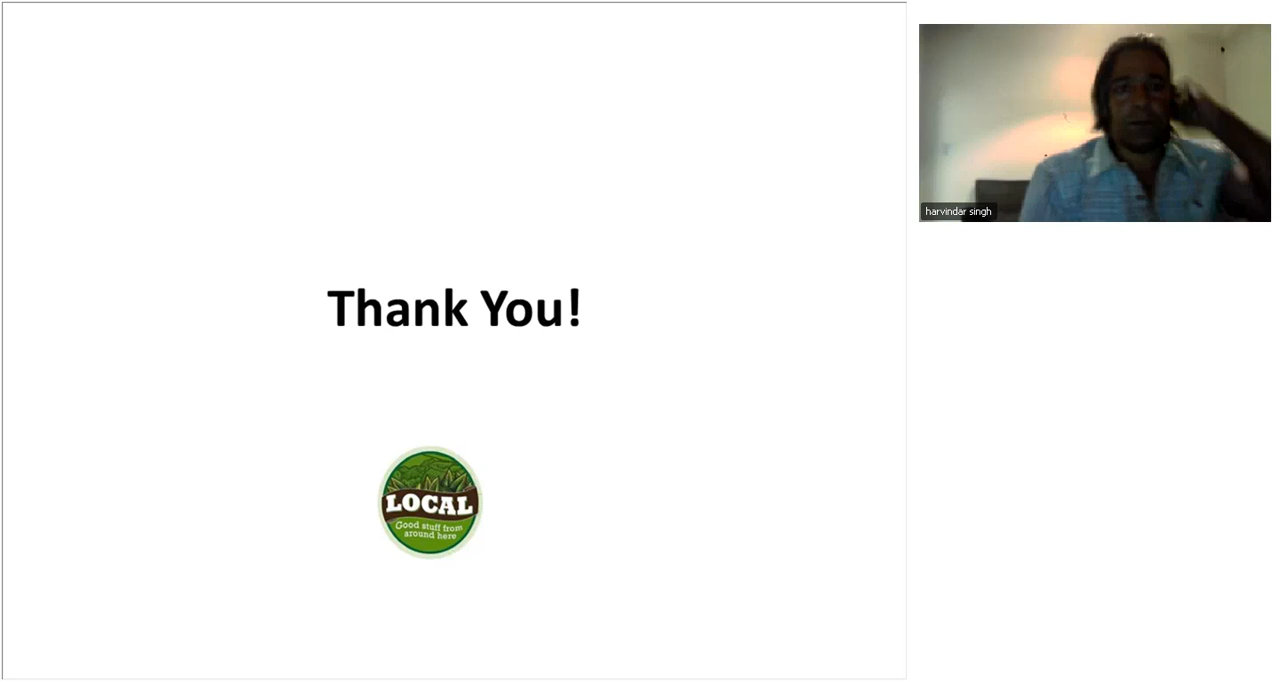 Thank You!
LOCAL
Good stuff from
around here
harvindar singh